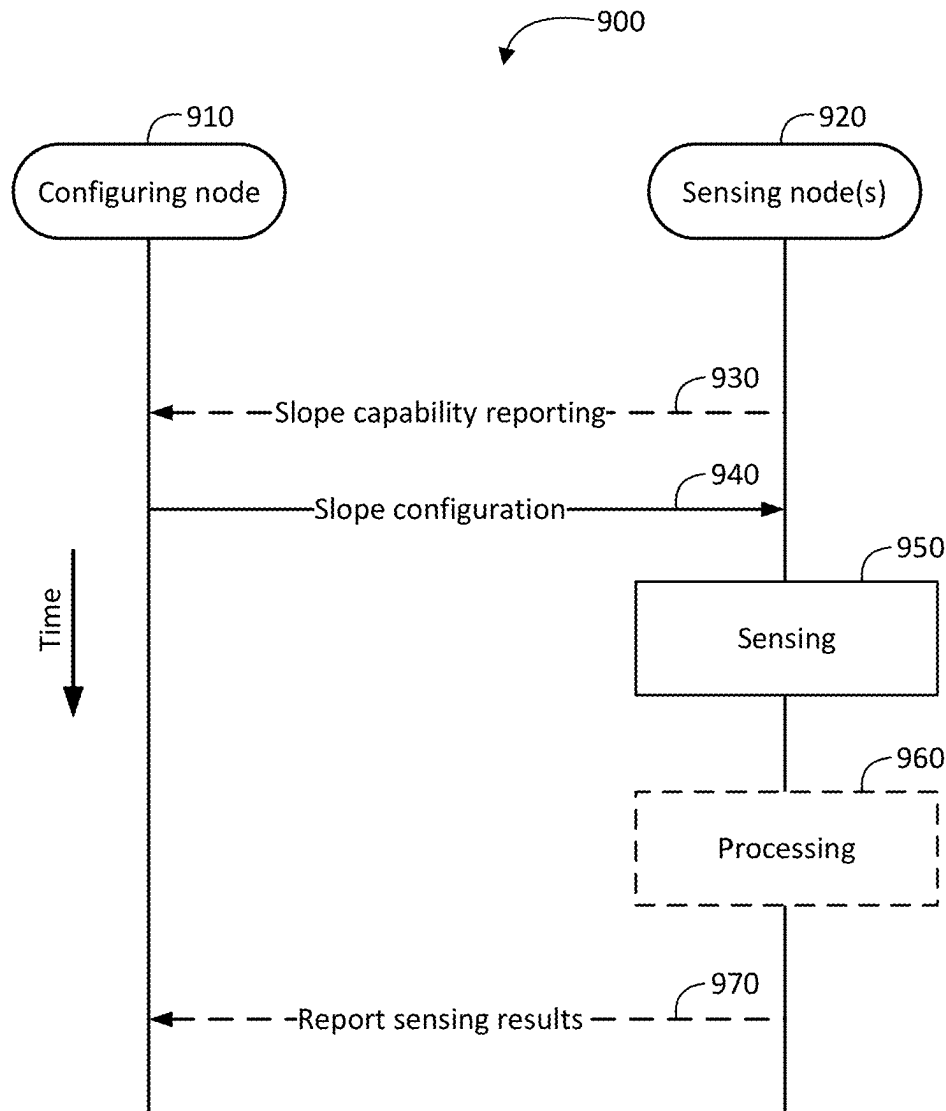 900
910
920
Configuring node
Sensing node(s)
930
Slope capability reporting
940
Slope configuration
950
Time
Sensing
960
Processing
970
Report sensing results